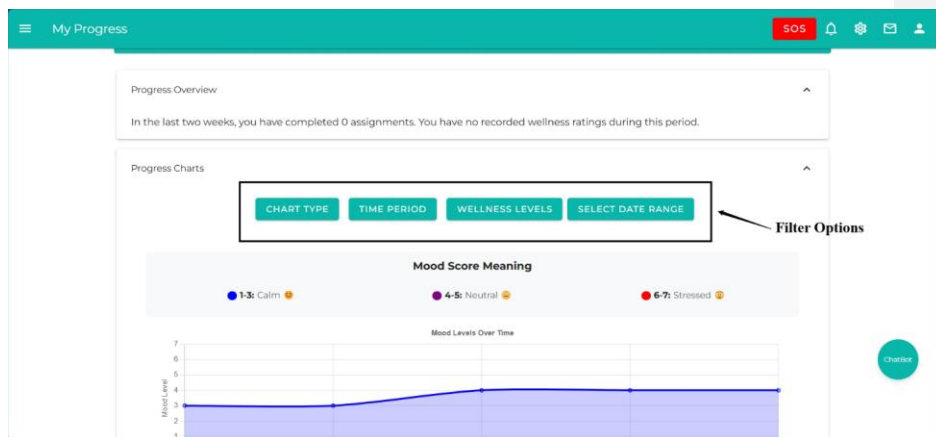 My Progress
SOS
Progress Overview
In the last two weeks, you have completed 0 assignments. You have no recorded wellness ratings during this period.
Progress Charts
CHART TYPE
TIME PERIOD
WELLNESS LEVELS
SELECT DATE RANGE
Filter Options
Mood Score Meaning
1-3: Calm 😊
4-5: Neutral 😐
6-7: Stressed 😫
Mood Levels Over Time
7
6
5
4
3
2
1
Mood Level
ChatBot